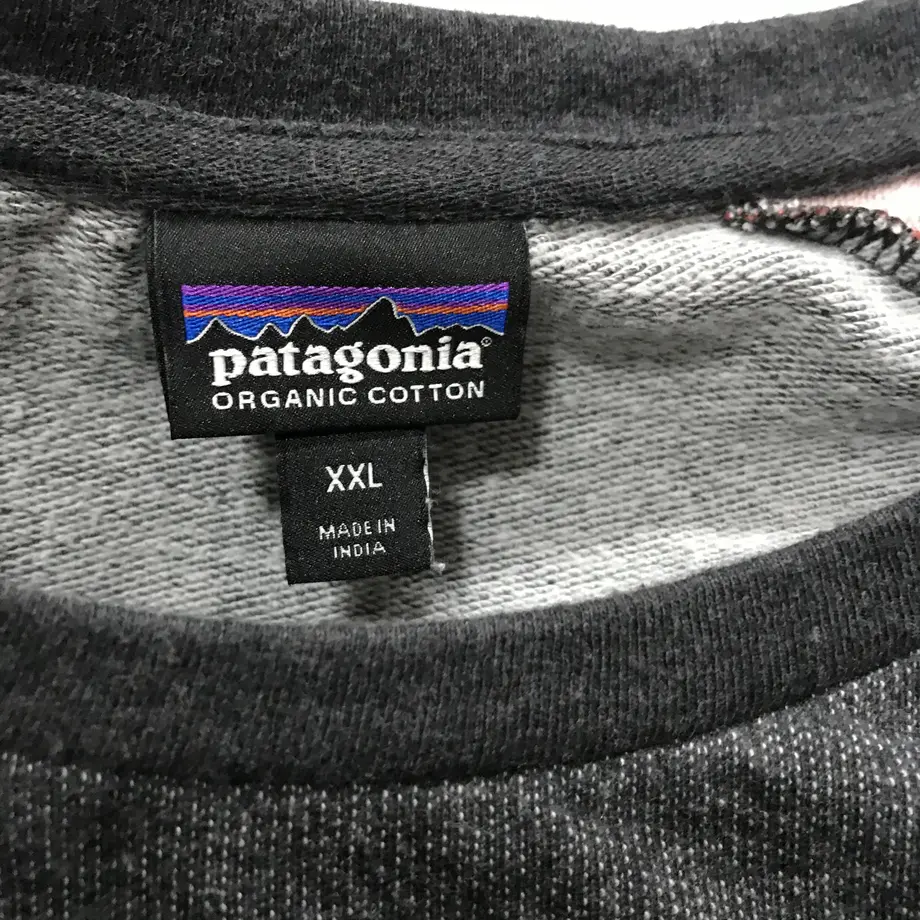 patagonia®
ORGANIC COTTON
XXL
MADE IN
INDIA